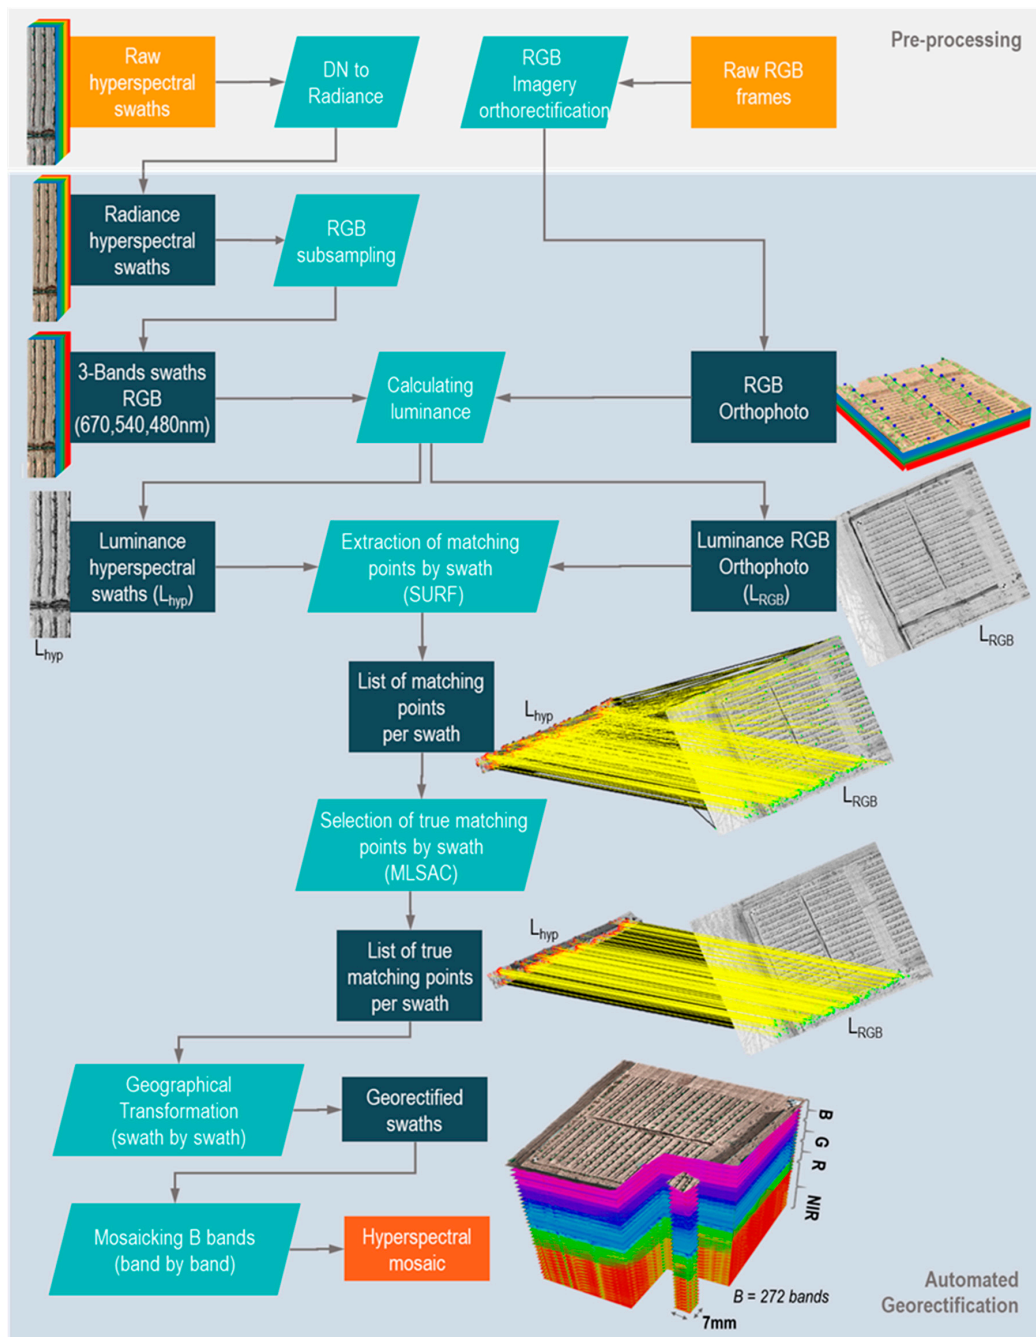 Pre-processing
Raw
hyperspectral
swaths
DN to
Radiance
RGB
Imagery
orthorectification
Raw RGB
frames
Radiance
hyperspectral
swaths
RGB
subsampling
3-Bands swaths
RGB
(670,540,480nm)
Calculating
luminance
RGB
Orthophoto
Luminance
hyperspectral
swaths (Lhyp)
Extraction of matching
points by swath
(SURF)
Luminance RGB
Orthophoto
(LRGB)
Lhyp
LRGB
List of matching
points
per swath
Lhyp
LRGB
Selection of true matching
points by swath
(MLSAC)
List of true
matching points
per swath
Lhyp
LRGB
Geographical
Transformation
(swath by swath)
Georectified
swaths
B
G
R
NIR
Mosaicking B bands
(band by band)
Hyperspectral
mosaic
B = 272 bands
7mm
Automated
Georectification